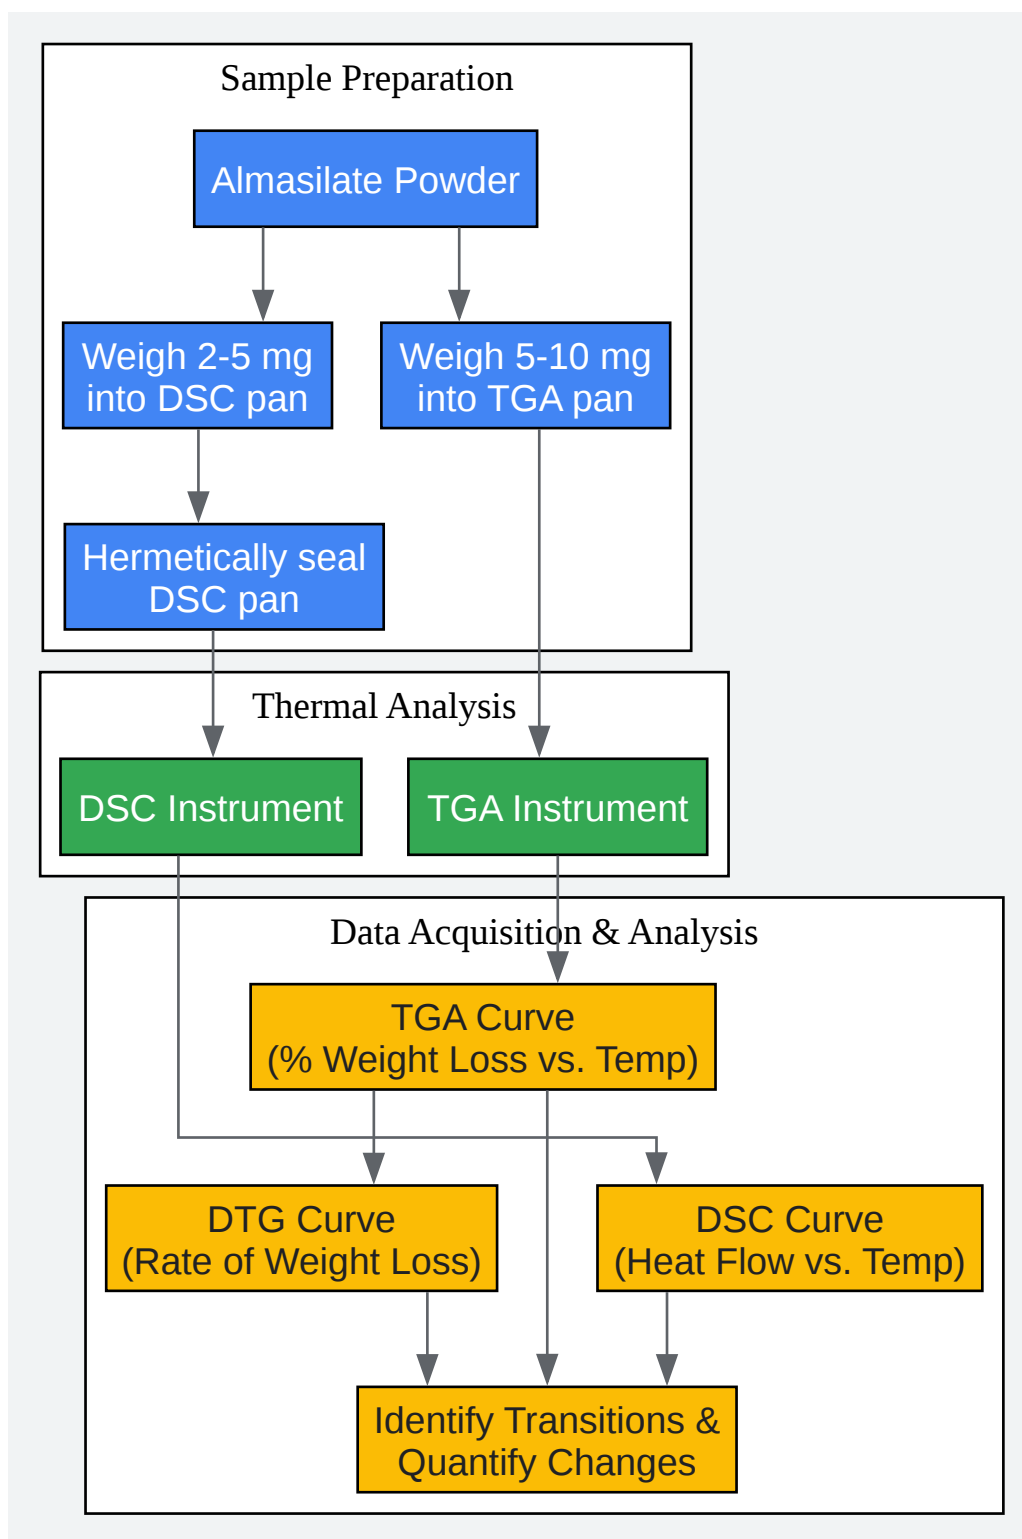 Sample Preparation
Almasilate Powder
Weigh 2-5 mg
into DSC pan
Weigh 5-10 mg
into TGA pan
Hermetically seal
DSC pan
Thermal Analysis
DSC Instrument
TGA Instrument
Data Acquisition & Analysis
TGA Curve
(% Weight Loss vs. Temp)
DTG Curve
(Rate of Weight Loss)
DSC Curve
(Heat Flow vs. Temp)
Identify Transitions &
Quantify Changes